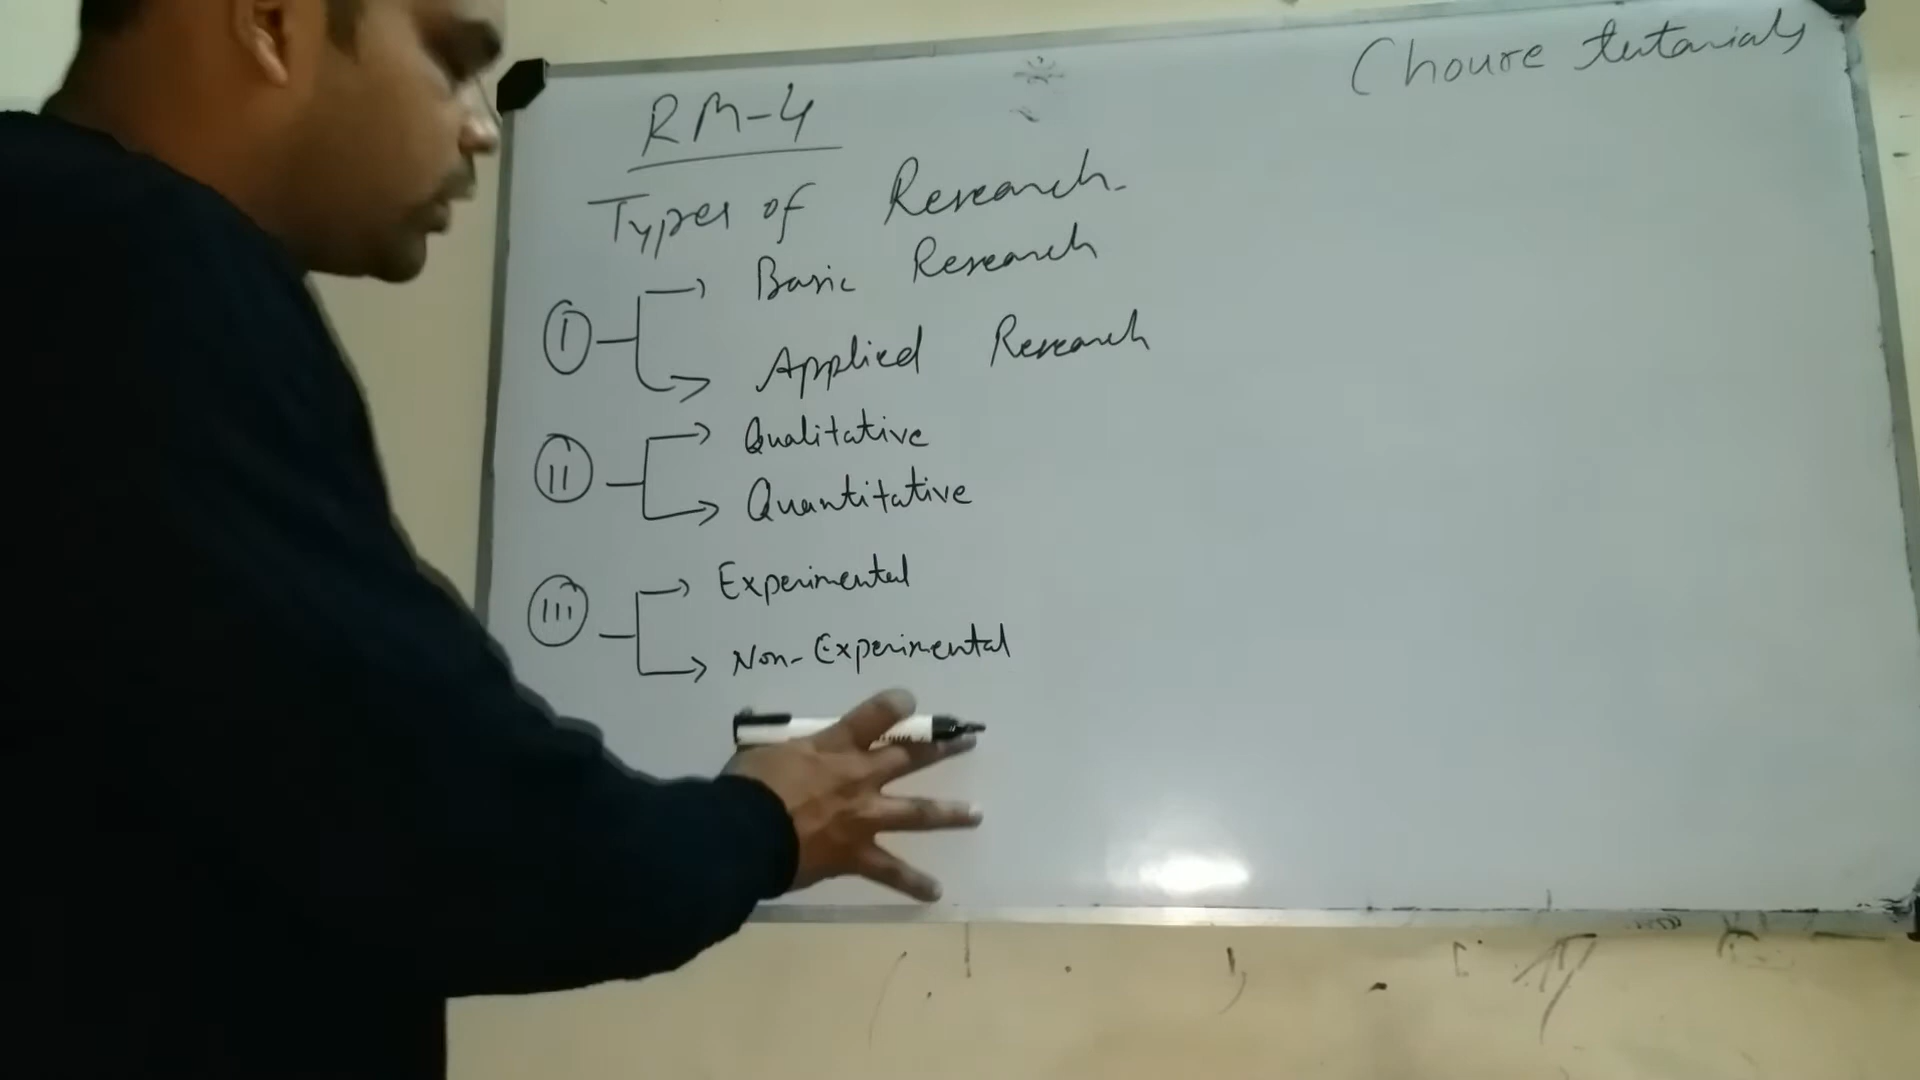 Choure tutorials
RM-4
Types of Research.
I
Basic Research
Applied Research
II
Qualitative
Quantitative
III
Experimental
Non-Experimental